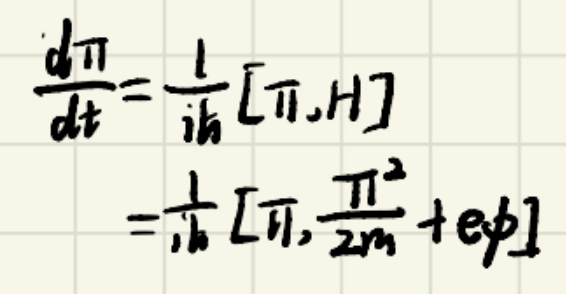 dΠ/dt = 1/iħ [Π, H]
= 1/iħ [Π, Π²/2m + eφ]